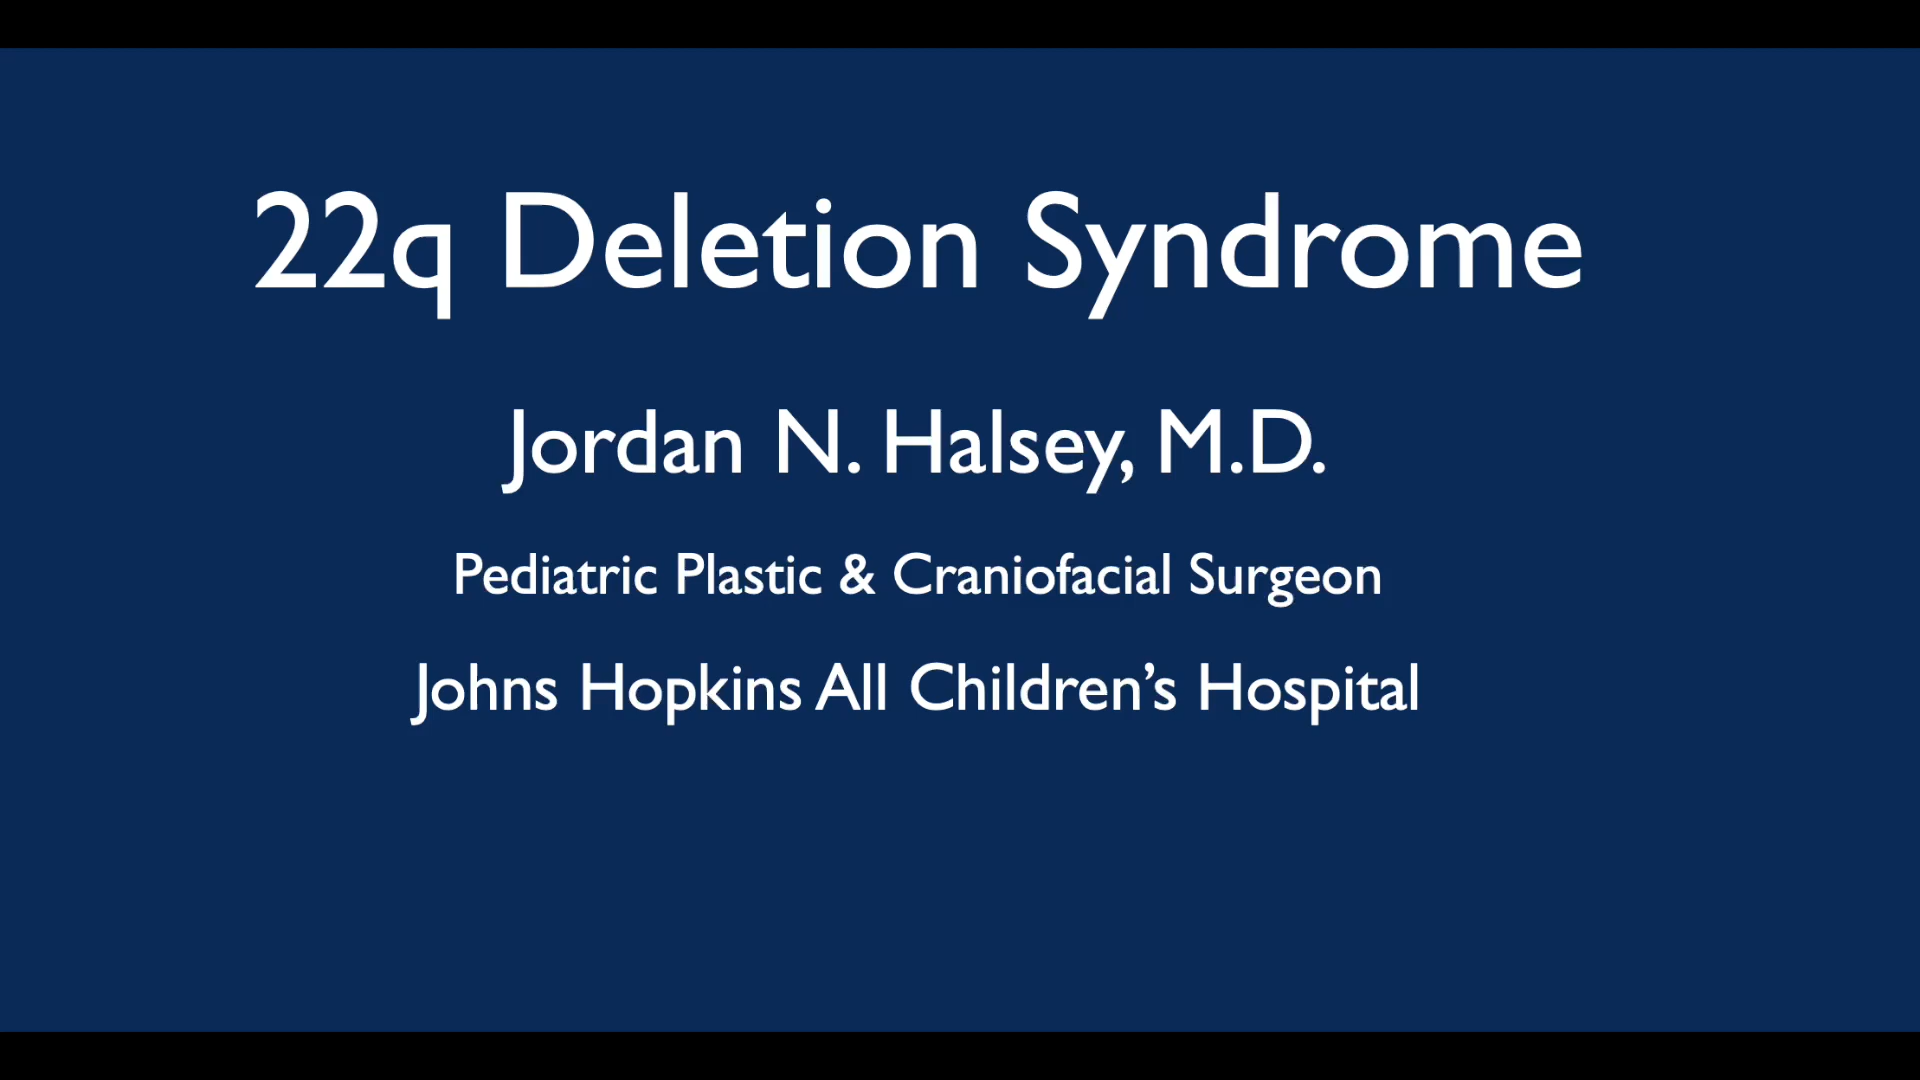 22q Deletion Syndrome
Jordan N. Halsey, M.D.
Pediatric Plastic & Craniofacial Surgeon
Johns Hopkins All Children’s Hospital